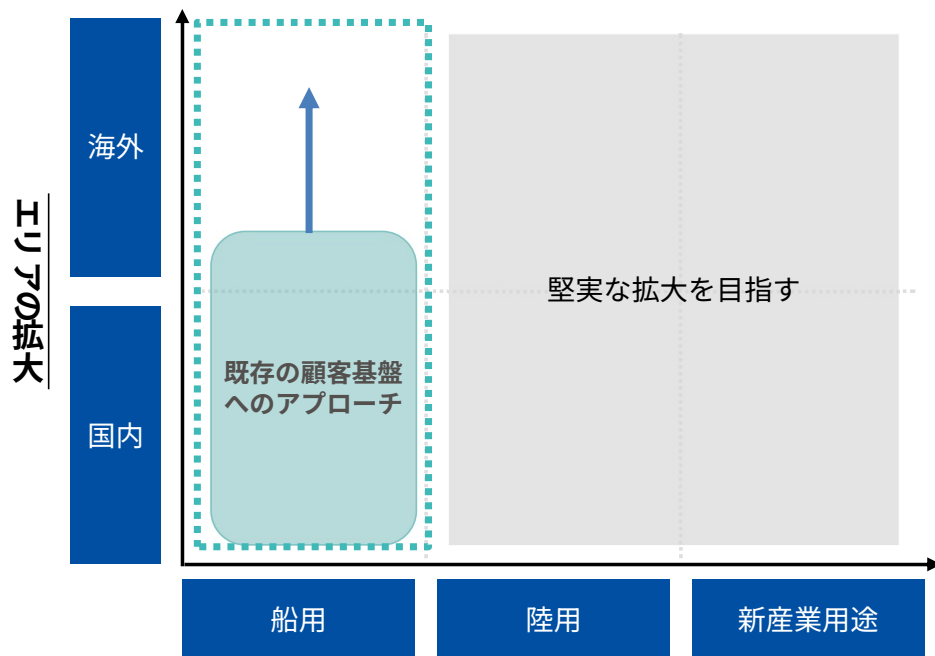 エリアの拡大
海外
国内
既存の顧客基盤
へのアプローチ
堅実な拡大を目指す
船用
陸用
新産業用途